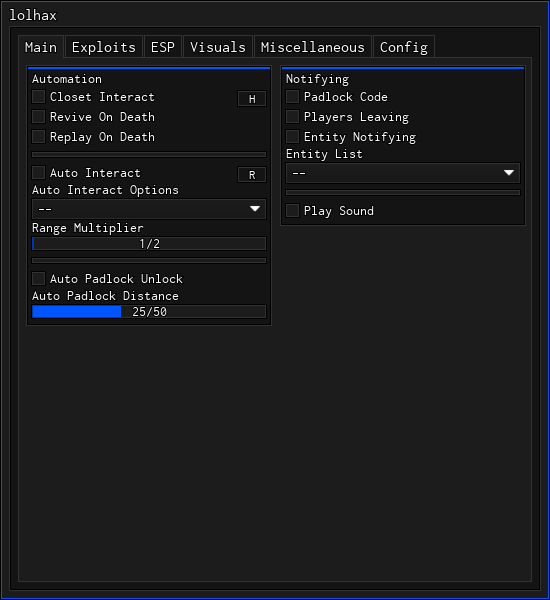 lolhax
Main Exploits ESP Visuals Miscellaneous Config
Automation
Closet Interact H
Revive On Death
Replay On Death
Auto Interact R
Auto Interact Options
--
Range Multiplier
1/2
Auto Padlock Unlock
Auto Padlock Distance
25/50
Notifying
Padlock Code
Players Leaving
Entity Notifying
Entity List
--
Play Sound